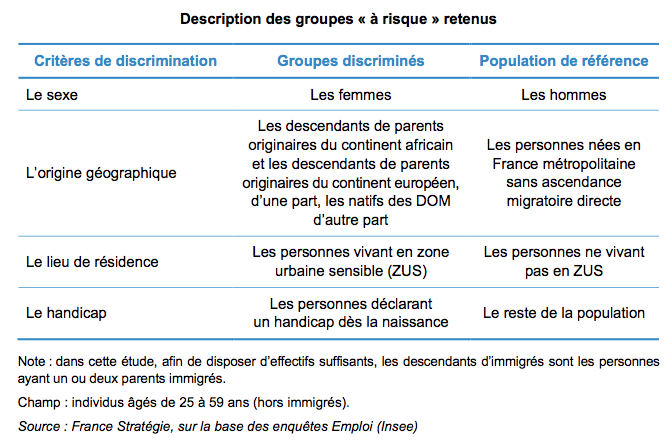 Description des groupes « à risque » retenus
Critères de discrimination	Groupes discriminés	Population de référence
Le sexe	Les femmes	Les hommes
L'origine géographique
Les descendants de parents
originaires du continent africain
et les descendants de parents
originaires du continent européen,
d'une part, les natifs des DOM
d'autre part
Les personnes nées en
France métropolitaine
sans ascendance
migratoire directe
Le lieu de résidence
Les personnes vivant en zone
urbaine sensible (ZUS)
Les personnes ne vivant
pas en ZUS
Le handicap
Les personnes déclarant
un handicap dès la naissance
Le reste de la population
Note : dans cette étude, afin de disposer d'effectifs suffisants, les descendants d'immigrés sont les personnes
ayant un ou deux parents immigrés.
Champ : individus âgés de 25 à 59 ans (hors immigrés).
Source : France Stratégie, sur la base des enquêtes Emploi (Insee)